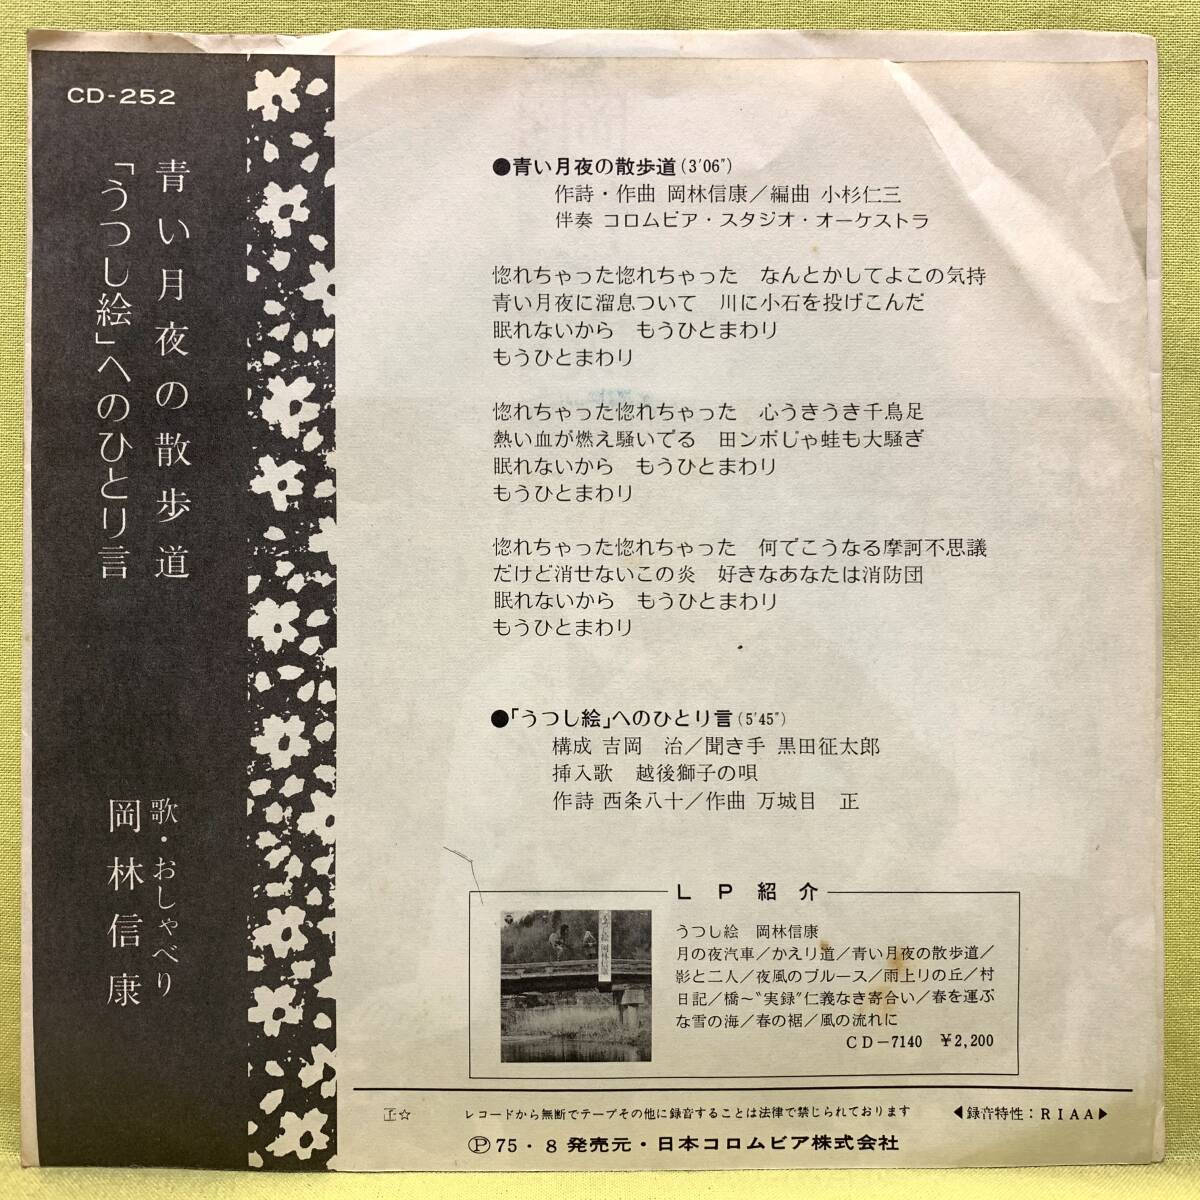 CD-252
青い月夜の散歩道
「うつし絵」へのひとり言
歌・おしゃべり
岡林信康
●青い月夜の散歩道(3′06″)
作詩・作曲 岡林信康／編曲 小杉仁三
伴奏 コロムビア・スタジオ・オーケストラ
惚れちゃった惚れちゃった　なんとかしてよこの気持
青い月夜に溜息ついて　川に小石を投げこんだ
眠れないから　もうひとまわり
もうひとまわり
惚れちゃった惚れちゃった　心うきうき千鳥足
熱い血が燃え騒いでる　田ンボじゃ蛙も大騒ぎ
眠れないから　もうひとまわり
もうひとまわり
惚れちゃった惚れちゃった　何でこうなる摩訶不思議
だけど消せないこの炎　好きなあなたは消防団
眠れないから　もうひとまわり
もうひとまわり
●「うつし絵」へのひとり言(5′45″)
構成 吉岡　治／聞き手 黒田征太郎
挿入歌　越後獅子の唄
作詩 西条八十／作曲 万城目　正
ＬＰ紹介
うつし絵 岡林信康
うつし絵　岡林信康
月の夜汽車／かえり道／青い月夜の散歩道／
影と二人／夜風のブルース／雨上りの丘／村
日記／橋〜“実録”仁義なき寄合い／春を運ぶ
な雪の海／春の裾／風の流れに
CD－7140　￥2,200
☆　レコードから無断でテープその他に録音することは法律で禁じられております　◀録音特性：RIAA▶
Ⓟ75・8 発売元・日本コロムビア株式会社